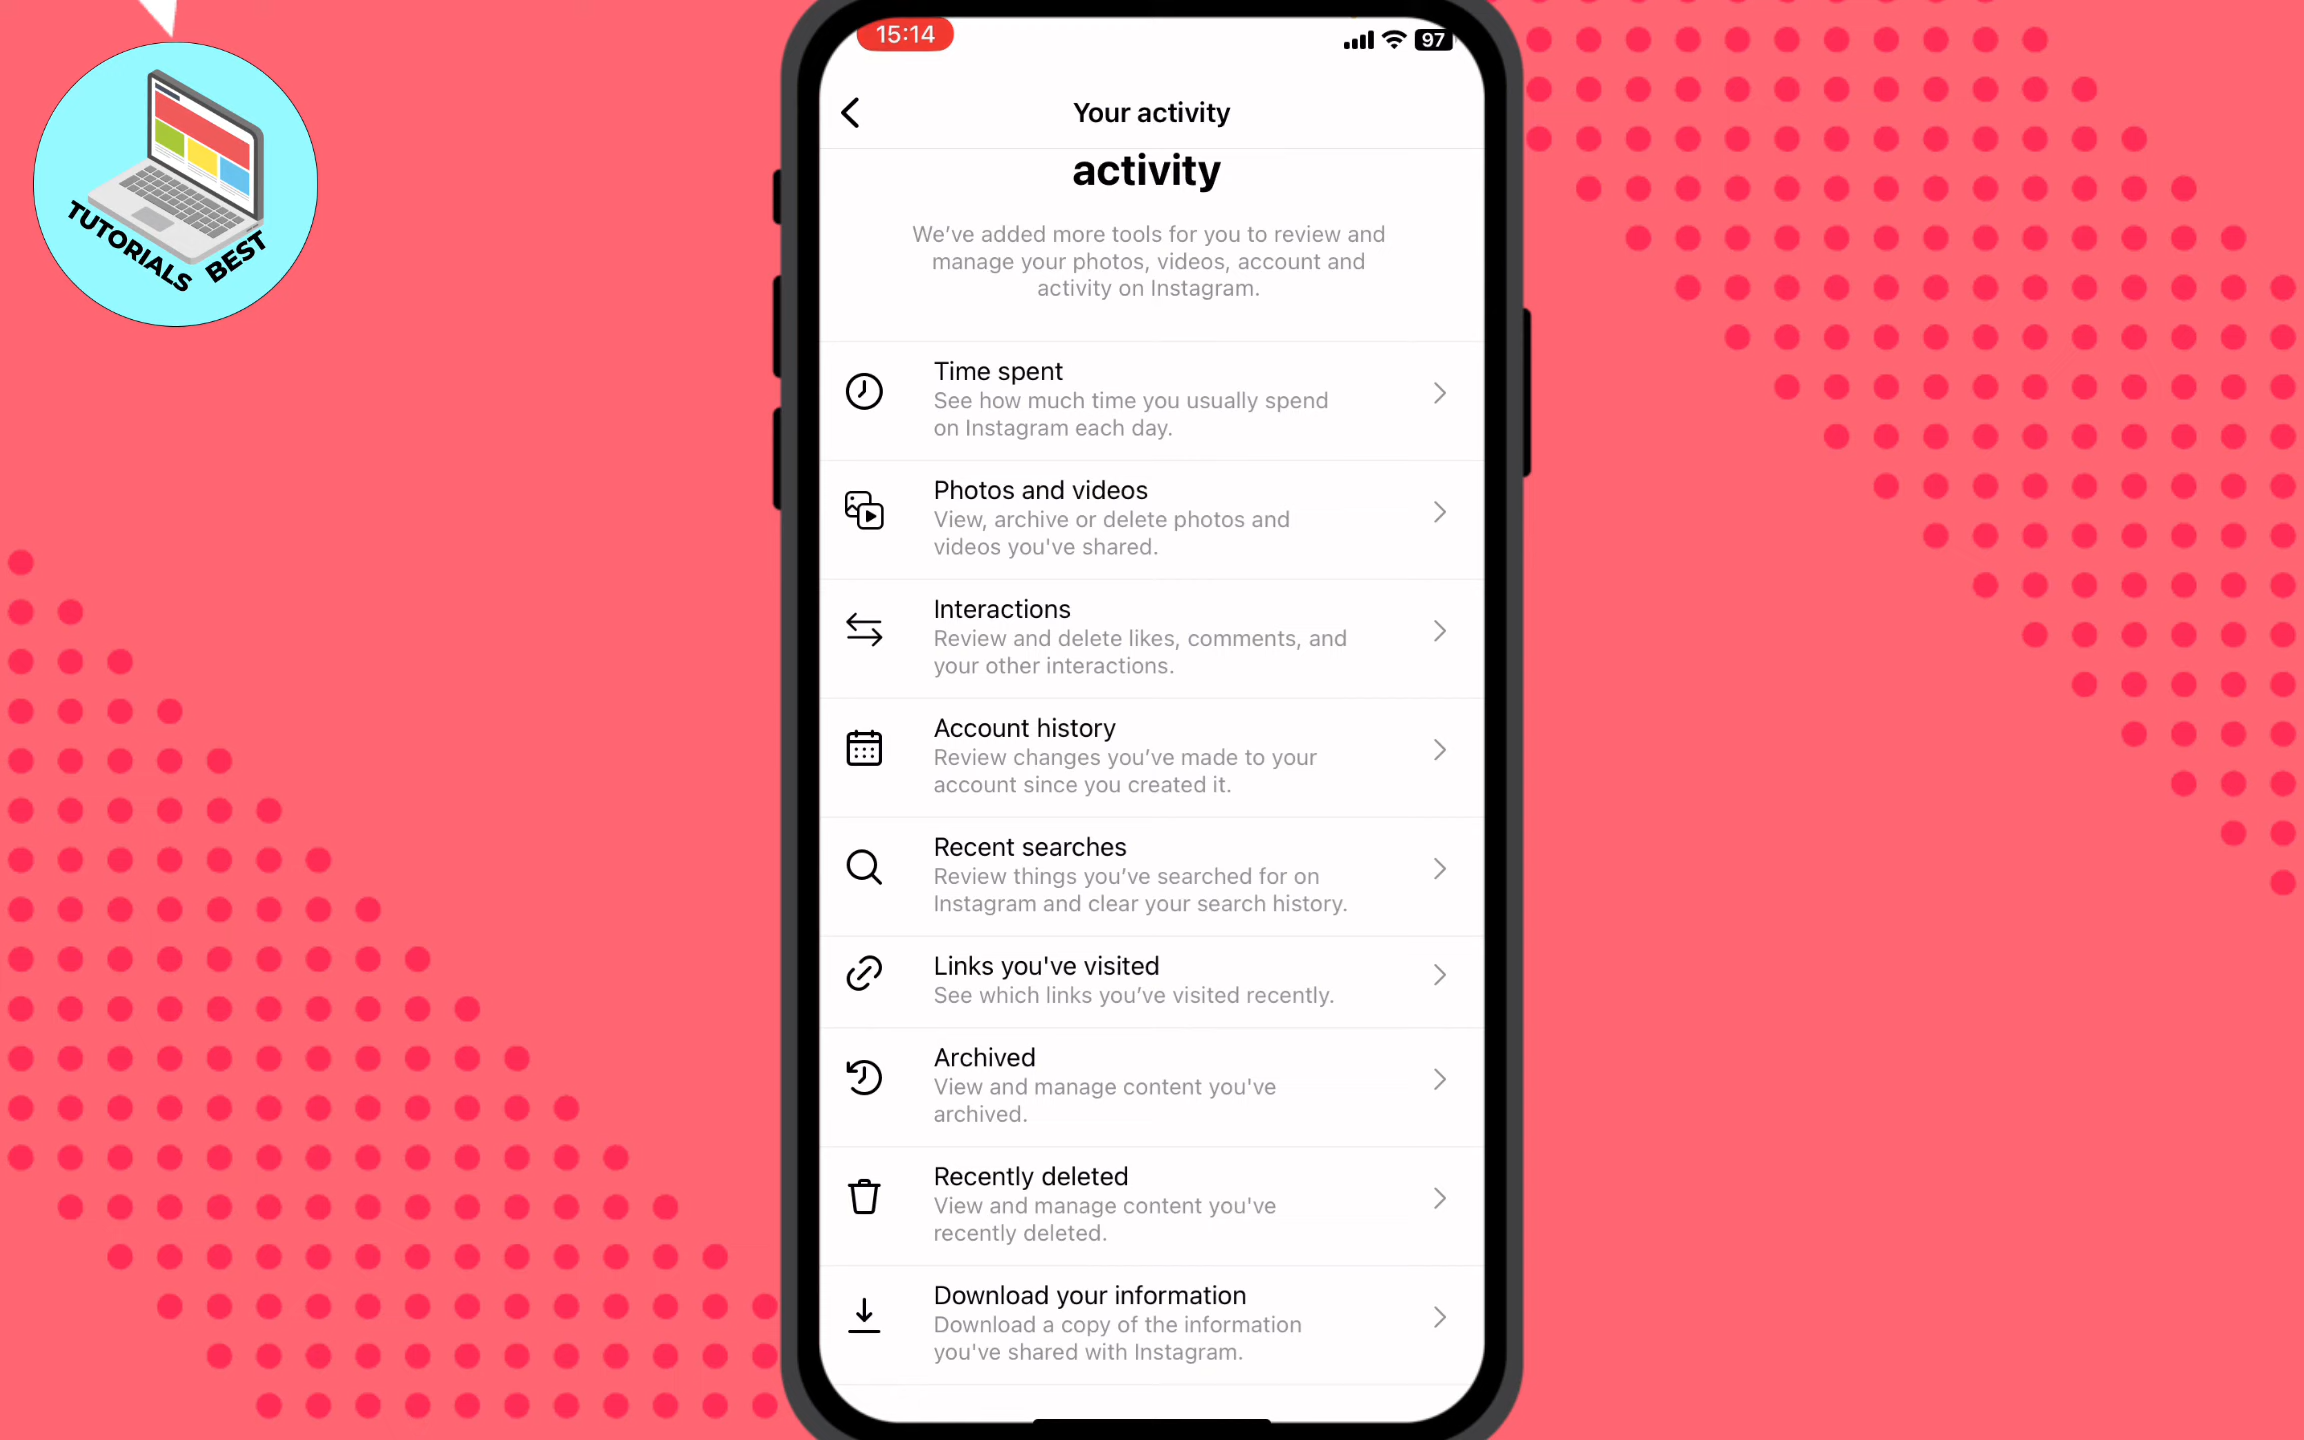 TUTORIALS BEST
15:14
97
Your activity
activity
We’ve added more tools for you to review and
manage your photos, videos, account and
activity on Instagram.
Time spent
See how much time you usually spend
on Instagram each day.
Photos and videos
View, archive or delete photos and
videos you've shared.
Interactions
Review and delete likes, comments, and
your other interactions.
Account history
Review changes you’ve made to your
account since you created it.
Recent searches
Review things you’ve searched for on
Instagram and clear your search history.
Links you've visited
See which links you’ve visited recently.
Archived
View and manage content you've
archived.
Recently deleted
View and manage content you've
recently deleted.
Download your information
Download a copy of the information
you've shared with Instagram.